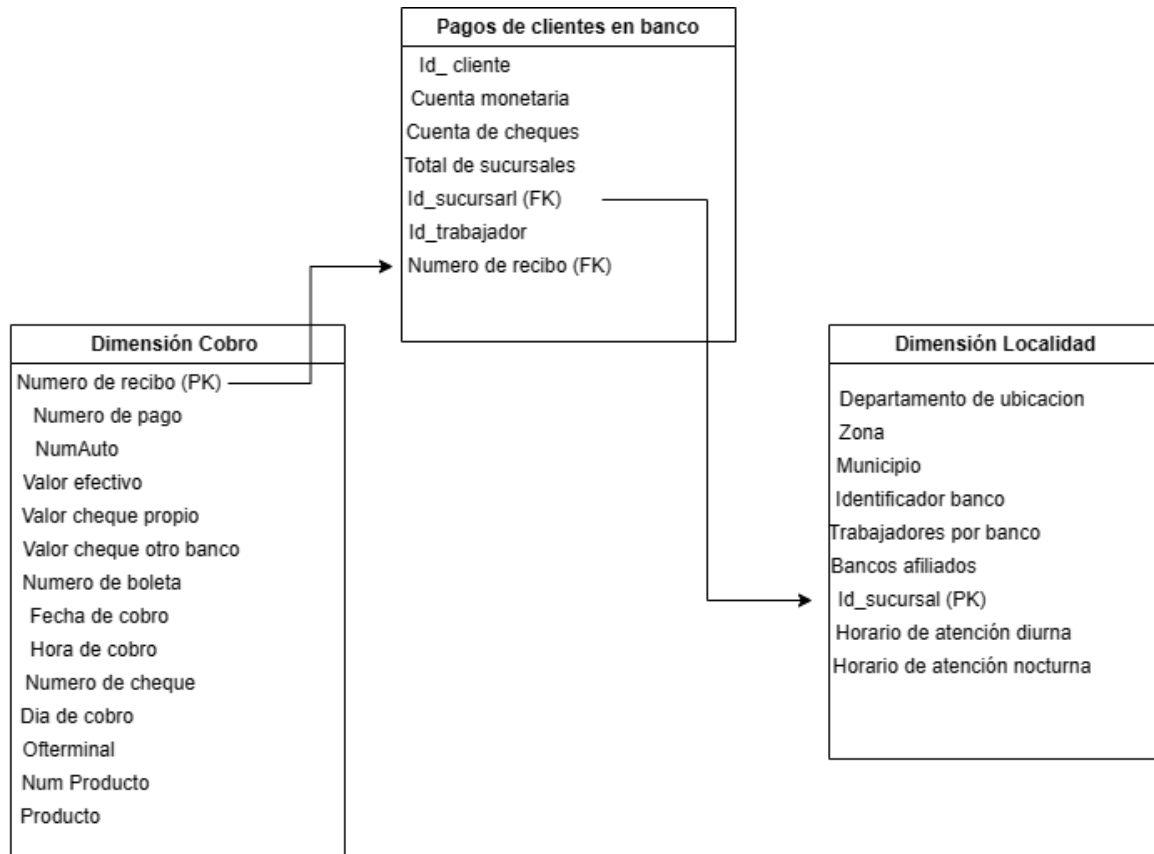 Pagos de clientes en banco
Id_ cliente
Cuenta monetaria
Cuenta de cheques
Total de sucursales
Id_sucursarl (FK)
Id_trabajador
Numero de recibo (FK)
Dimensión Cobro
Numero de recibo (PK)
Numero de pago
NumAuto
Valor efectivo
Valor cheque propio
Valor cheque otro banco
Numero de boleta
Fecha de cobro
Hora de cobro
Numero de cheque
Dia de cobro
Ofterminal
Num Producto
Producto
Dimensión Localidad
Departamento de ubicacion
Zona
Municipio
Identificador banco
Trabajadores por banco
Bancos afiliados
Id_sucursal (PK)
Horario de atención diurna
Horario de atención nocturna